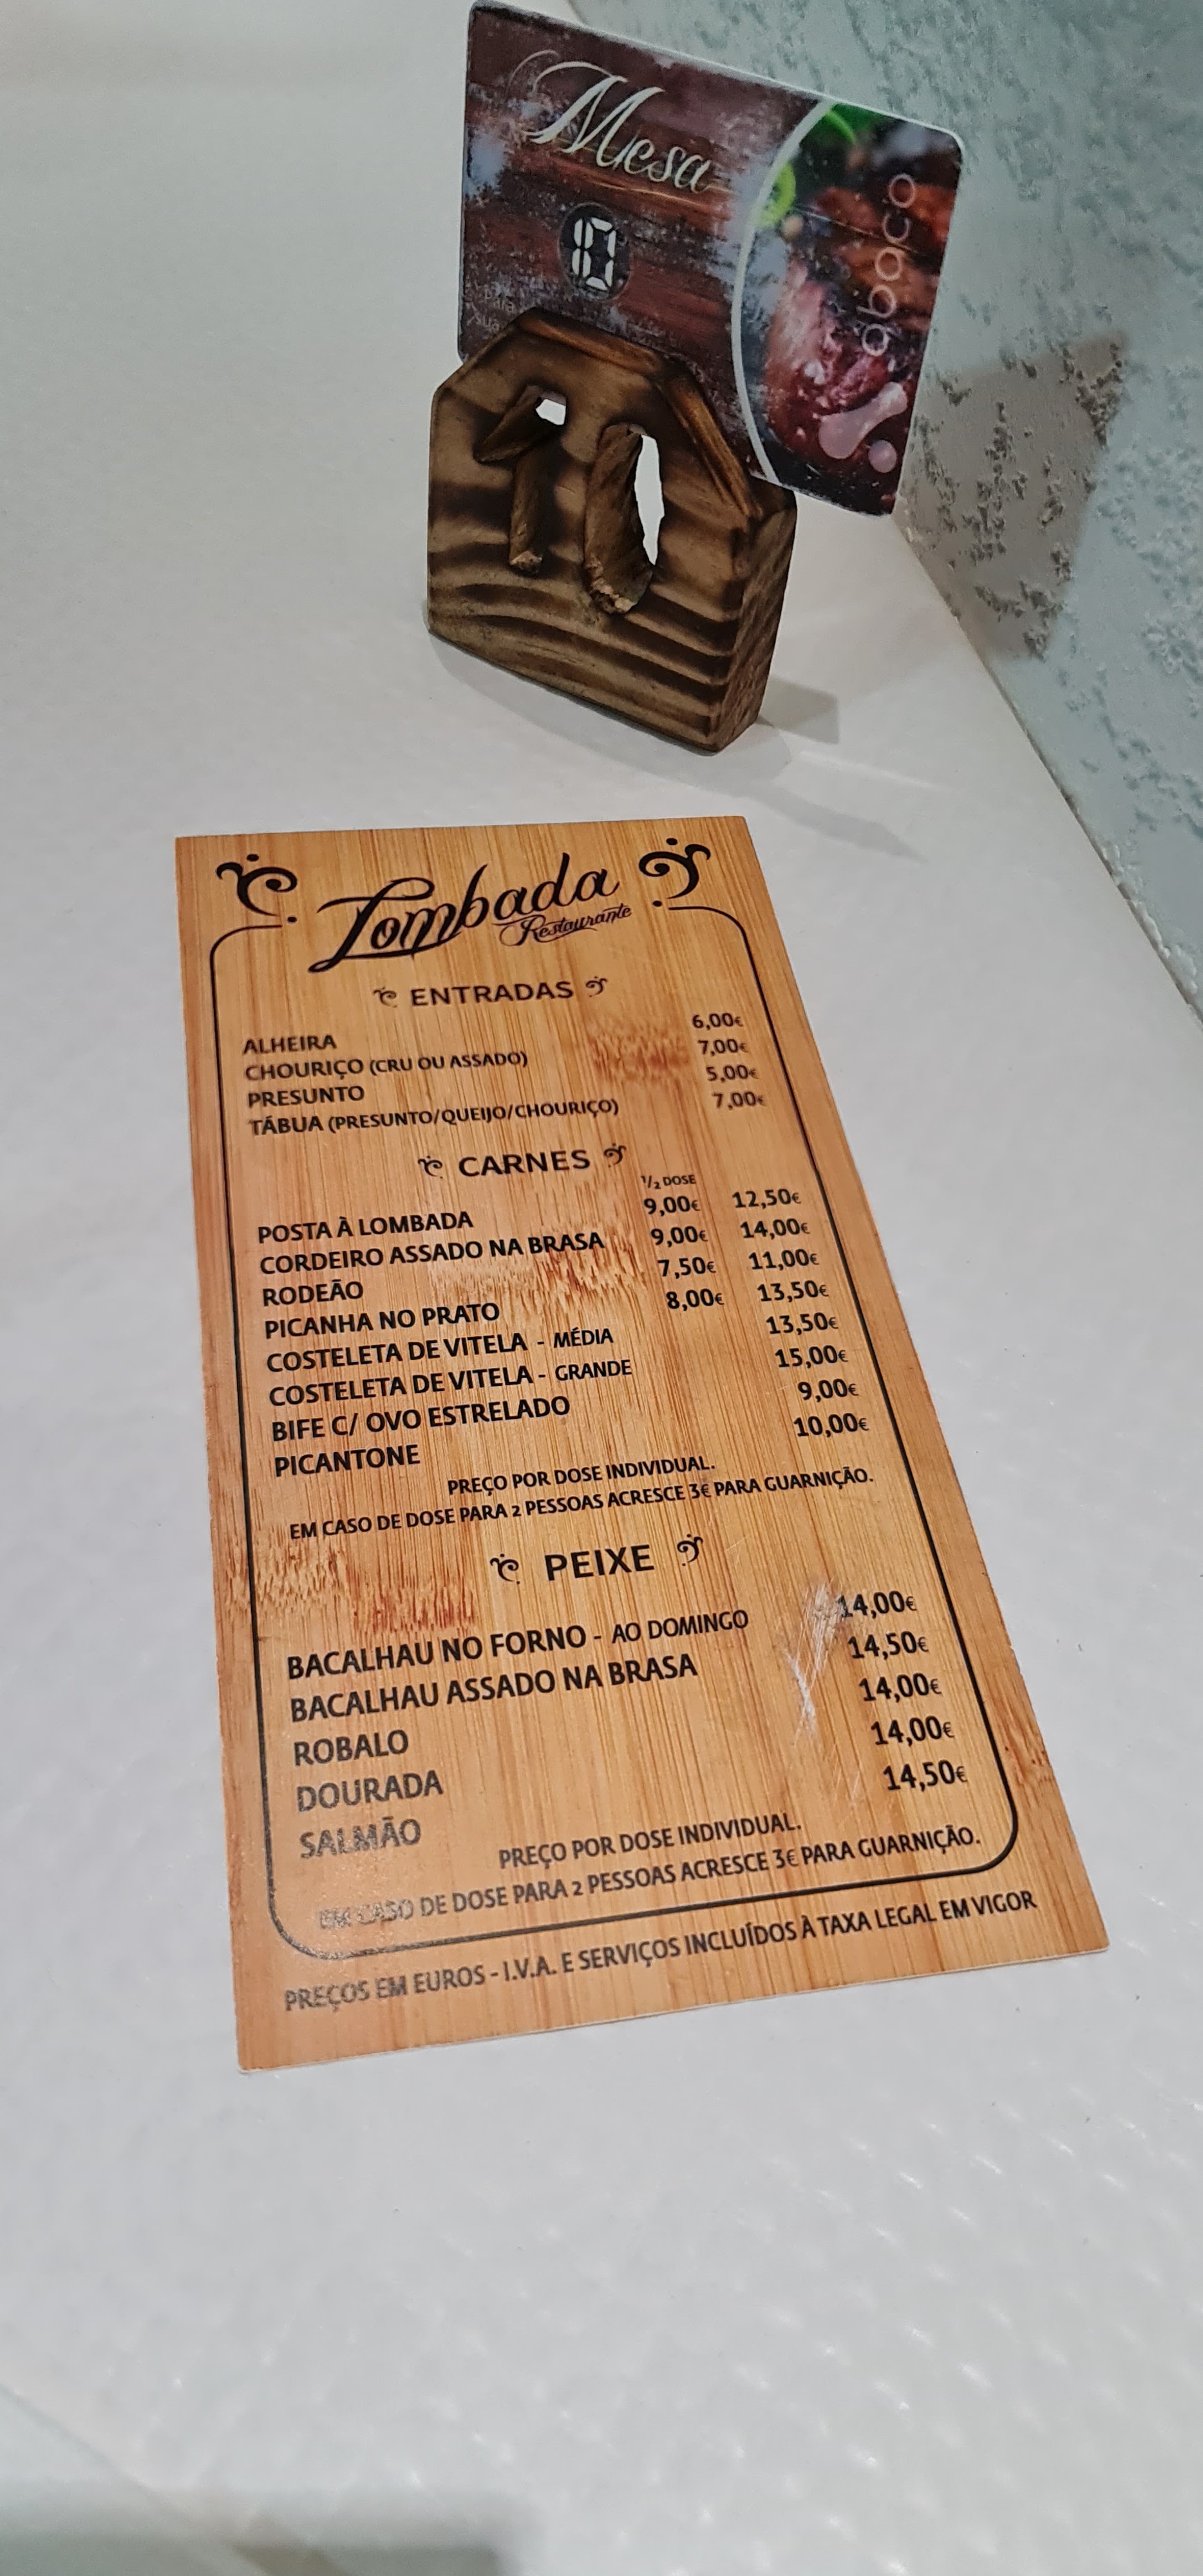 Mesa
10
abaco
10
Lombada
Restaurante
ENTRADAS
ALHEIRA 6,00€
CHOURIÇO (CRU OU ASSADO) 7,00€
PRESUNTO 5,00€
TÁBUA (PRESUNTO/QUEIJO/CHOURIÇO) 7,00€
CARNES
1/2 DOSE
POSTA À LOMBADA 9,00€ 12,50€
CORDEIRO ASSADO NA BRASA 9,00€ 14,00€
RODEÃO 7,50€ 11,00€
PICANHA NO PRATO 8,00€ 13,50€
COSTELETA DE VITELA - MÉDIA 13,50€
COSTELETA DE VITELA - GRANDE 15,00€
BIFE C/ OVO ESTRELADO 9,00€
PICANTONE 10,00€
PREÇO POR DOSE INDIVIDUAL.
EM CASO DE DOSE PARA 2 PESSOAS ACRESCE 3€ PARA GUARNIÇÃO.
PEIXE
BACALHAU NO FORNO - AO DOMINGO 14,00€
BACALHAU ASSADO NA BRASA 14,50€
ROBALO 14,00€
DOURADA 14,00€
SALMÃO 14,50€
PREÇO POR DOSE INDIVIDUAL.
EM CASO DE DOSE PARA 2 PESSOAS ACRESCE 3€ PARA GUARNIÇÃO.
PREÇOS EM EUROS - I.V.A. E SERVIÇOS INCLUÍDOS À TAXA LEGAL EM VIGOR